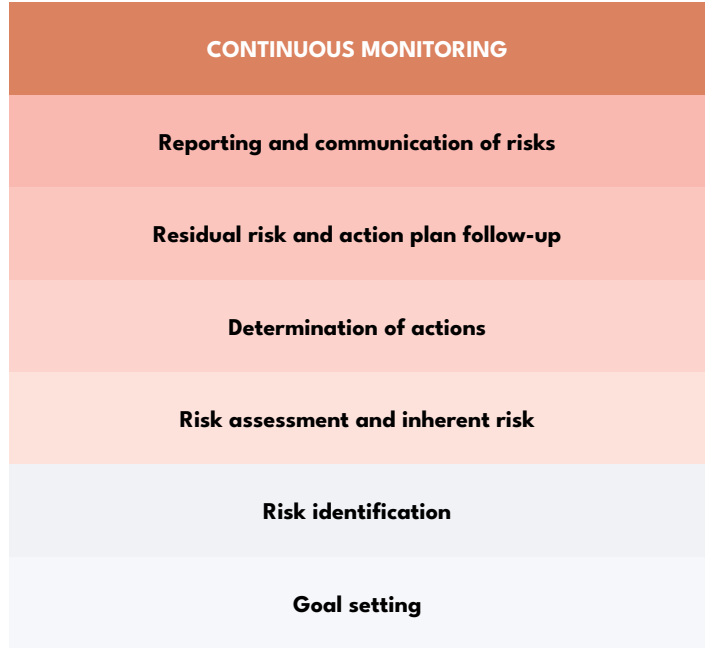 CONTINUOUS MONITORING
Reporting and communication of risks
Residual risk and action plan follow-up
Determination of actions
Risk assessment and inherent risk
Risk identification
Goal setting